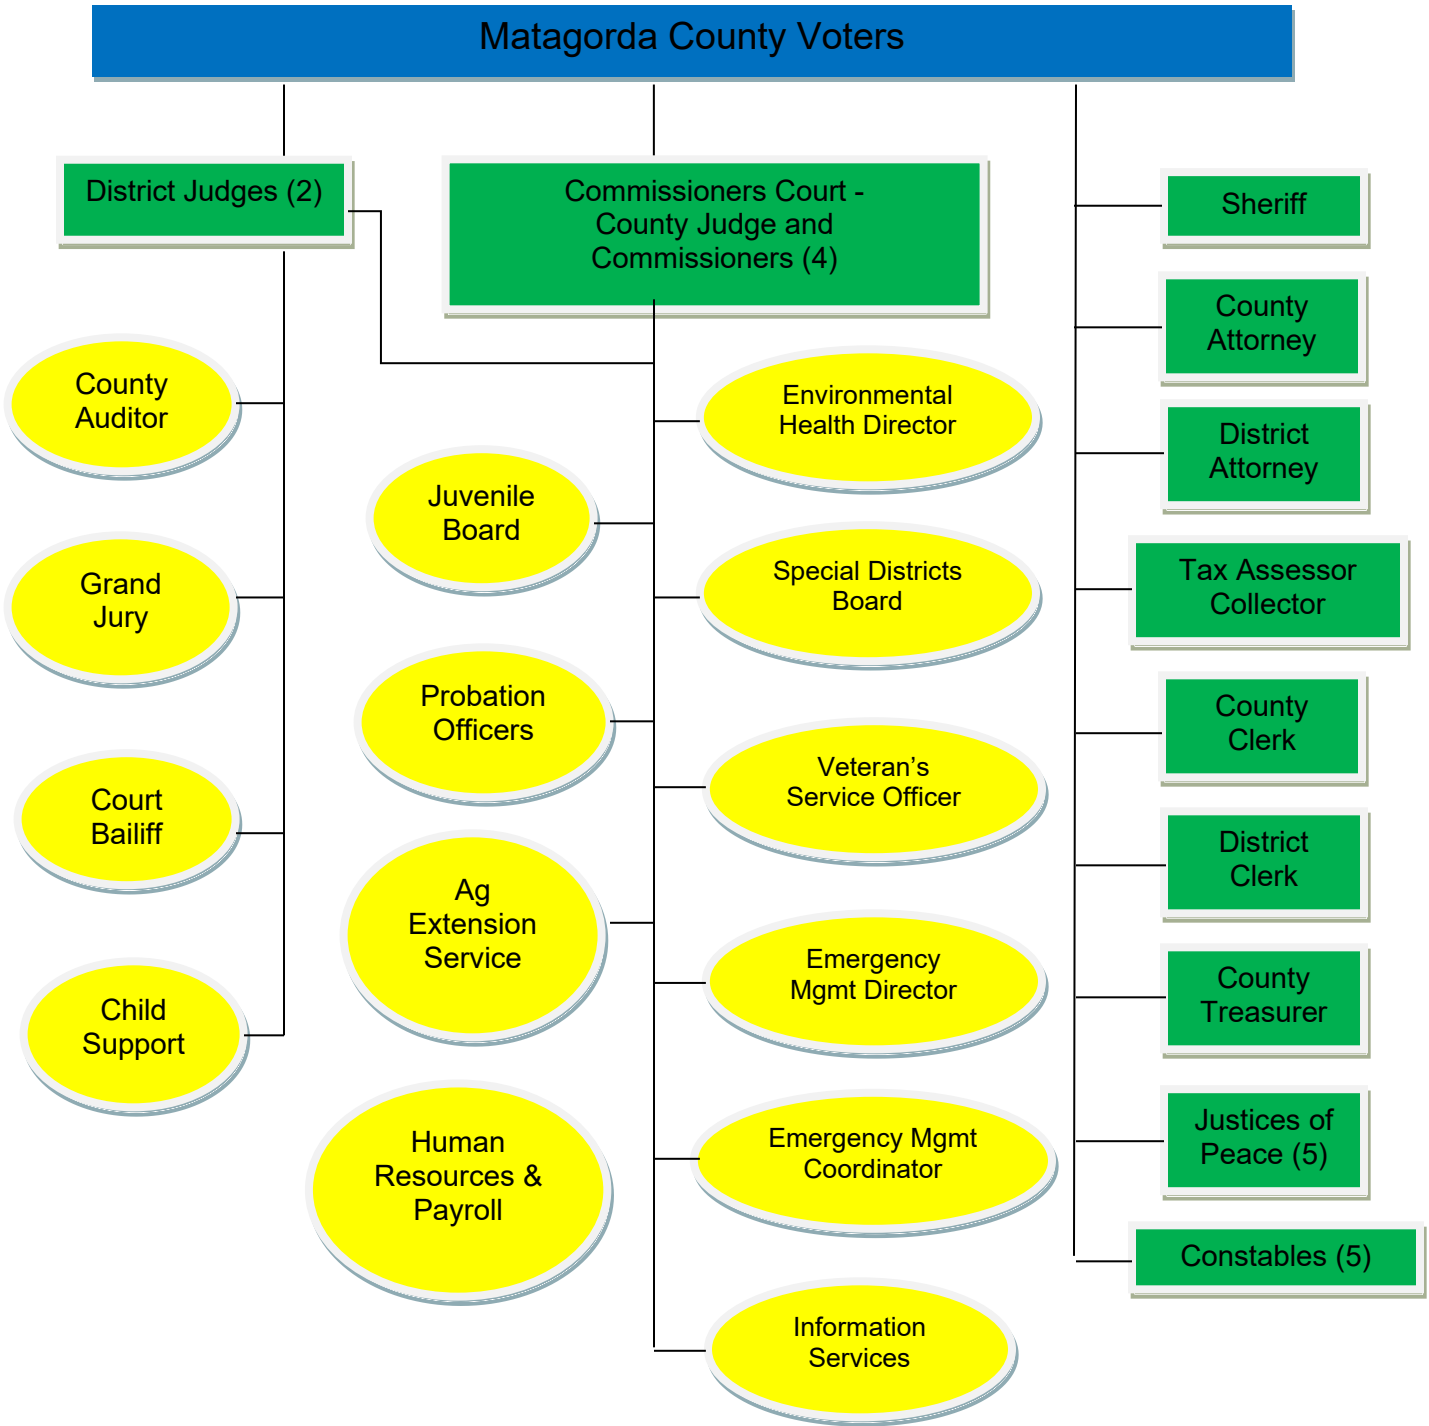 Matagorda County Voters
District Judges (2)
Commissioners Court -
County Judge and
Commissioners (4)
Sheriff
County
Attorney
District
Attorney
Tax Assessor
Collector
County
Clerk
District
Clerk
County
Treasurer
Justices of
Peace (5)
Constables (5)
County
Auditor
Grand
Jury
Court
Bailiff
Child
Support
Juvenile
Board
Probation
Officers
Ag
Extension
Service
Human
Resources &
Payroll
Environmental
Health Director
Special Districts
Board
Veteran’s
Service Officer
Emergency
Mgmt Director
Emergency Mgmt
Coordinator
Information
Services